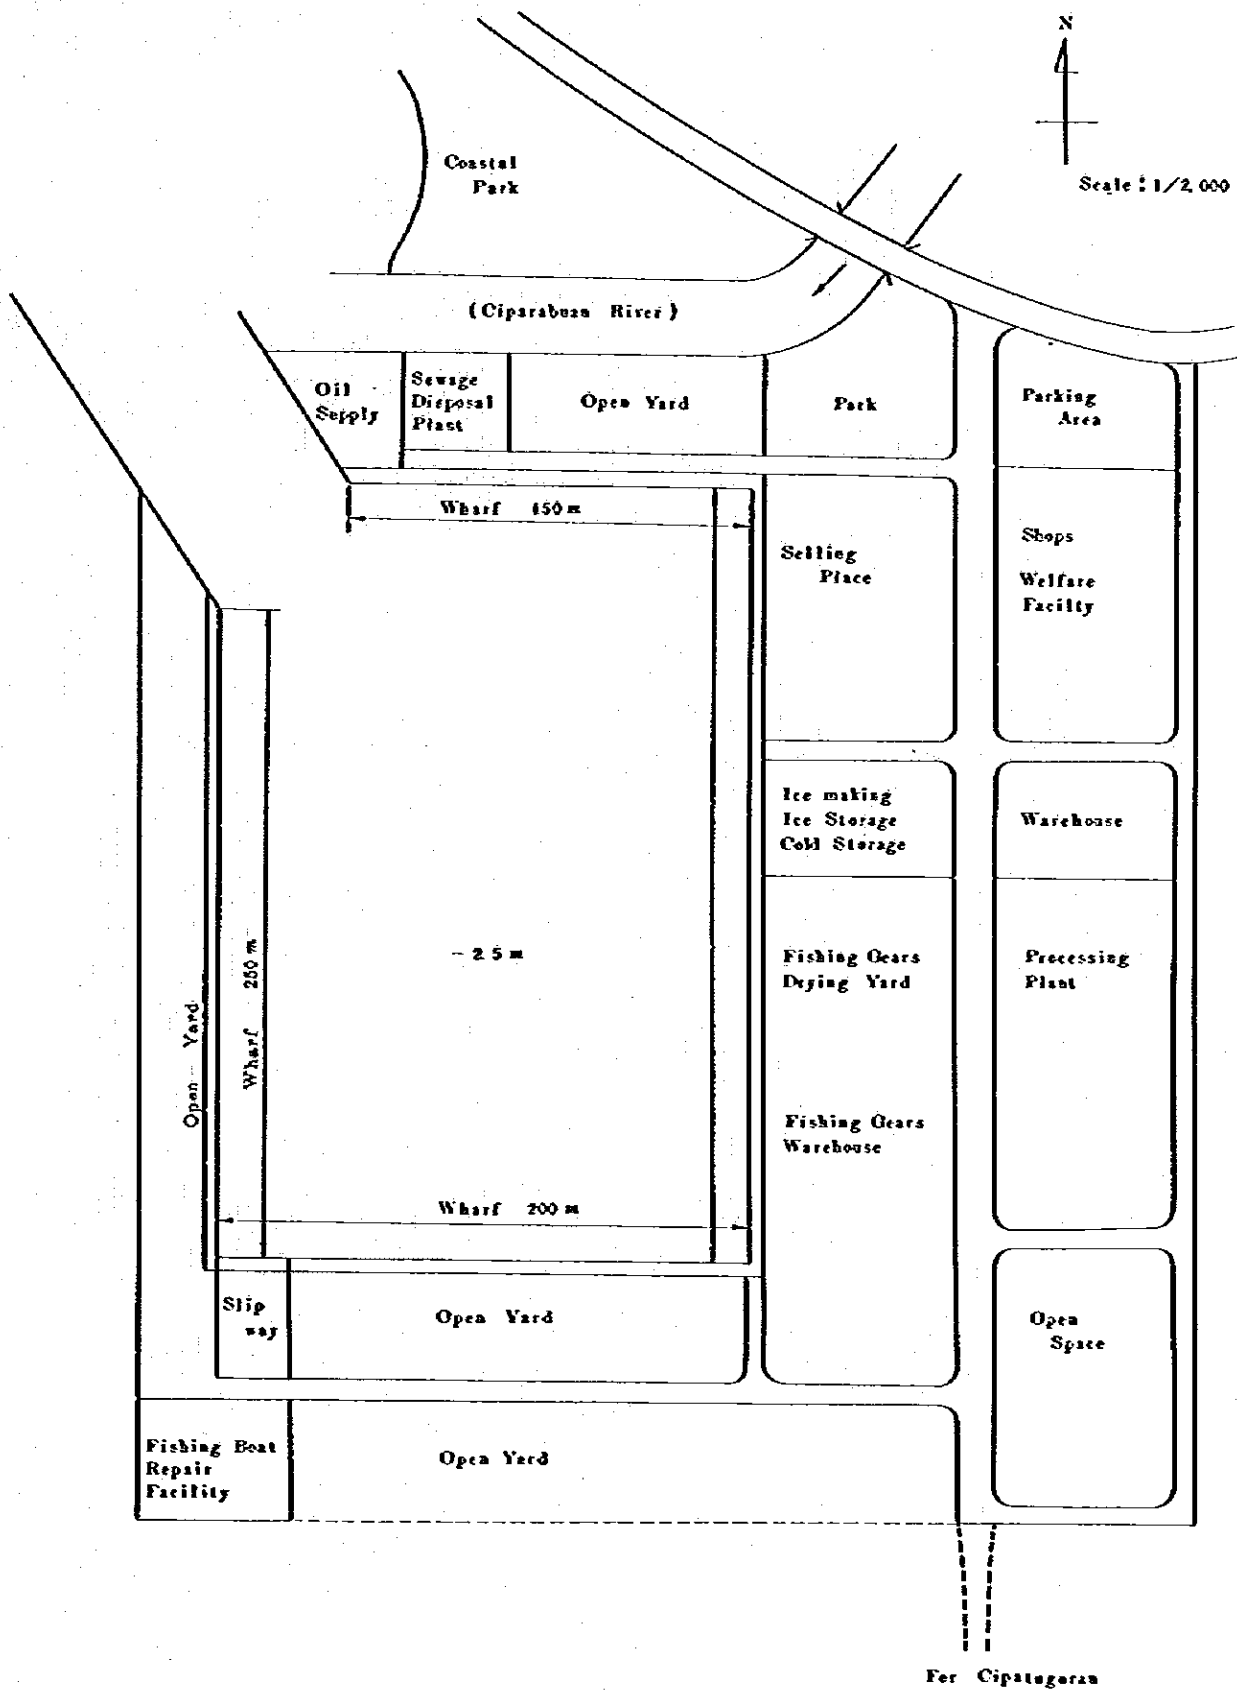 N
Scale : 1/2,000
Coastal
Park
(Ciparabuan River)
Oil
Supply
Sewage
Disposal
Plast
Open Yard
Park
Parking
Area
Wharf 150 m
Selling
Place
Shops
Welfare
Facilty
Ice making
Ice Storage
Cold Storage
Warehouse
Open Yard
Wharf 250 m
- 2.5 m
Fishing Gears
Drying Yard
Processing
Plant
Fishing Gears
Warehouse
Wharf 200 m
Slip
way
Open Yard
Open
Space
Fishing Boat
Repair
Facility
Open Yard
For Cipatuguran